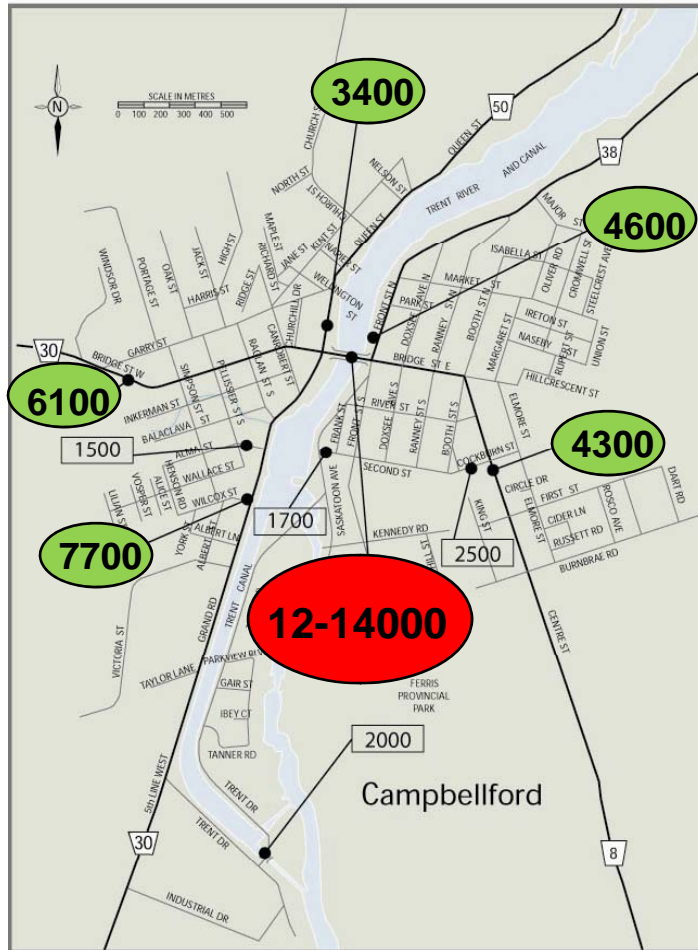 SCALE IN METRES
0 100 200 300 400 500
N
3400
50
38
CHURCH S
QUEEN ST
NELSON ST
TRENT RIVER
AND CANAL
NORTH ST
CHURCH ST
QUEEN ST
MAJOR ST
4600
WINDSOR DR
PORTAGE ST
OAK ST
JACK ST
HIGH ST
HARRIS ST
RIDGE ST
RICHARD ST
MAPLE ST
JANE ST
KENT ST
NAPIER ST
WELLINGTON ST
CHURCHILL DR
ISABELLA ST
OLIVER RD
CROMWELL S
STEELCREST AVE
MARKET ST
PARK ST
FRONT ST N
DOXSEE AVE N
RANNEY ST N
BOOTH ST N
MARGARET ST
IRETON ST
NASEBY ST
RUPERT ST
UNION ST
30
GARRY ST
BRIDGE ST W
CANROBERT ST
RAGLAN ST S
BRIDGE ST E
HILLCRESCENT ST
6100
SIMPSON ST
PELLISSIER ST S
INKERMAN ST
BALACLAVA ST
ALMA ST
1500
FRANK ST
FRONT ST S
RIVER ST
DOXSEE AVE S
RANNEY ST S
BOOTH ST S
ELMORE ST
COCKBURN ST
4300
WALLACE ST
HENSON RD
ALICE ST
VOSPER ST
LILIAN ST
WILCOX ST
SECOND ST
SASKATOON AVE
1700
KING ST
2500
CIRCLE DR
FIRST ST
DART RD
ELMORE ST
CIDER LN
ROSCO AVE
RUSSETT RD
BURNBRAE RD
7700
YORK ST
ALBERT ST
ALBERT LN
KENNEDY RD
HILL ST
12-14000
VICTORIA ST
GRAND RD
TRENT CANAL
CENTRE ST
TAYLOR LANE
PARKVIEW
GAIR ST
IBEY CT
TANNER RD
FERRIS
PROVINCIAL
PARK
2000
Campbellford
5th LINE WEST
TRENT DR
TRENT DR
30
8
INDUSTRIAL DR